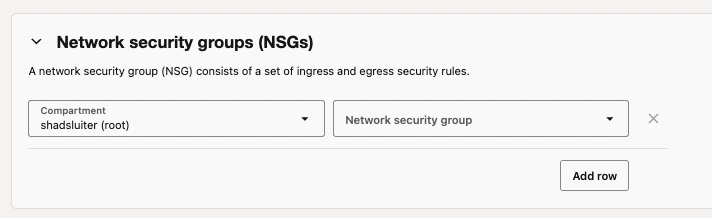 Network security groups (NSGs)
A network security group (NSG) consists of a set of ingress and egress security rules.
Compartment
shadsluiter (root)
Network security group
Add row